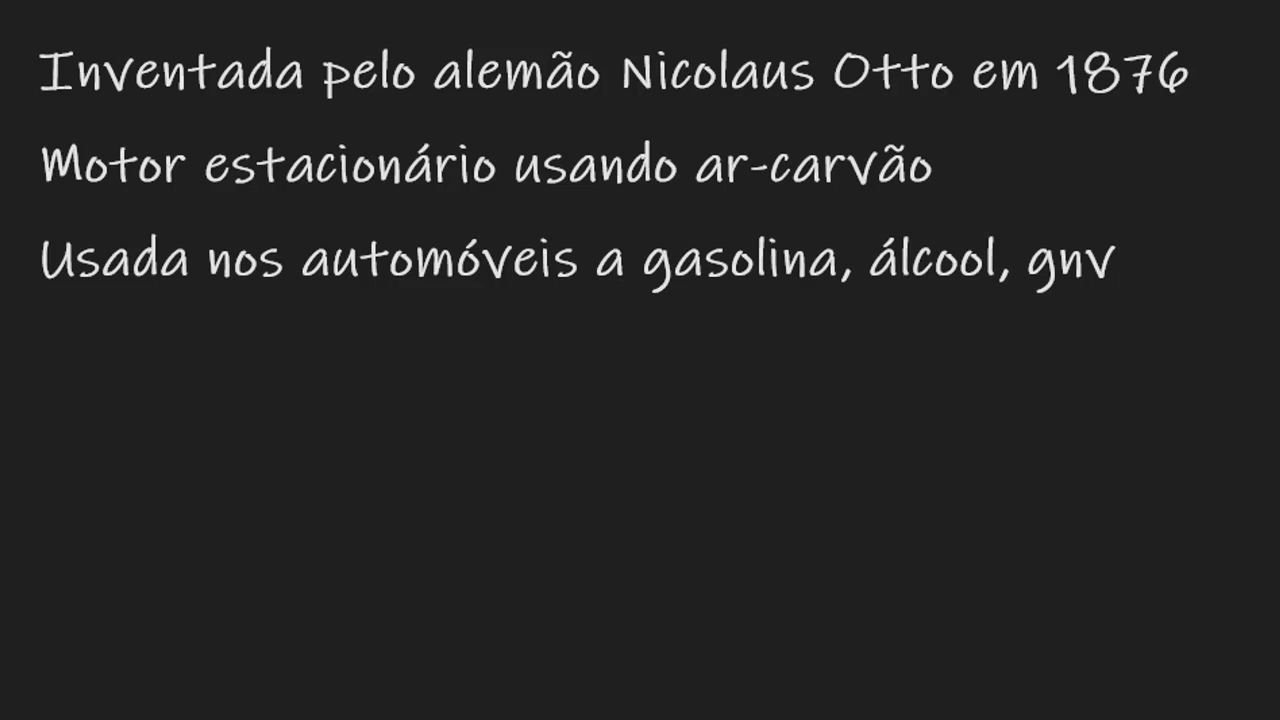 Inventada pelo alemão Nicolaus Otto em 1876
Motor estacionário usando ar-carvão
Usada nos automóveis a gasolina, álcool, gnv